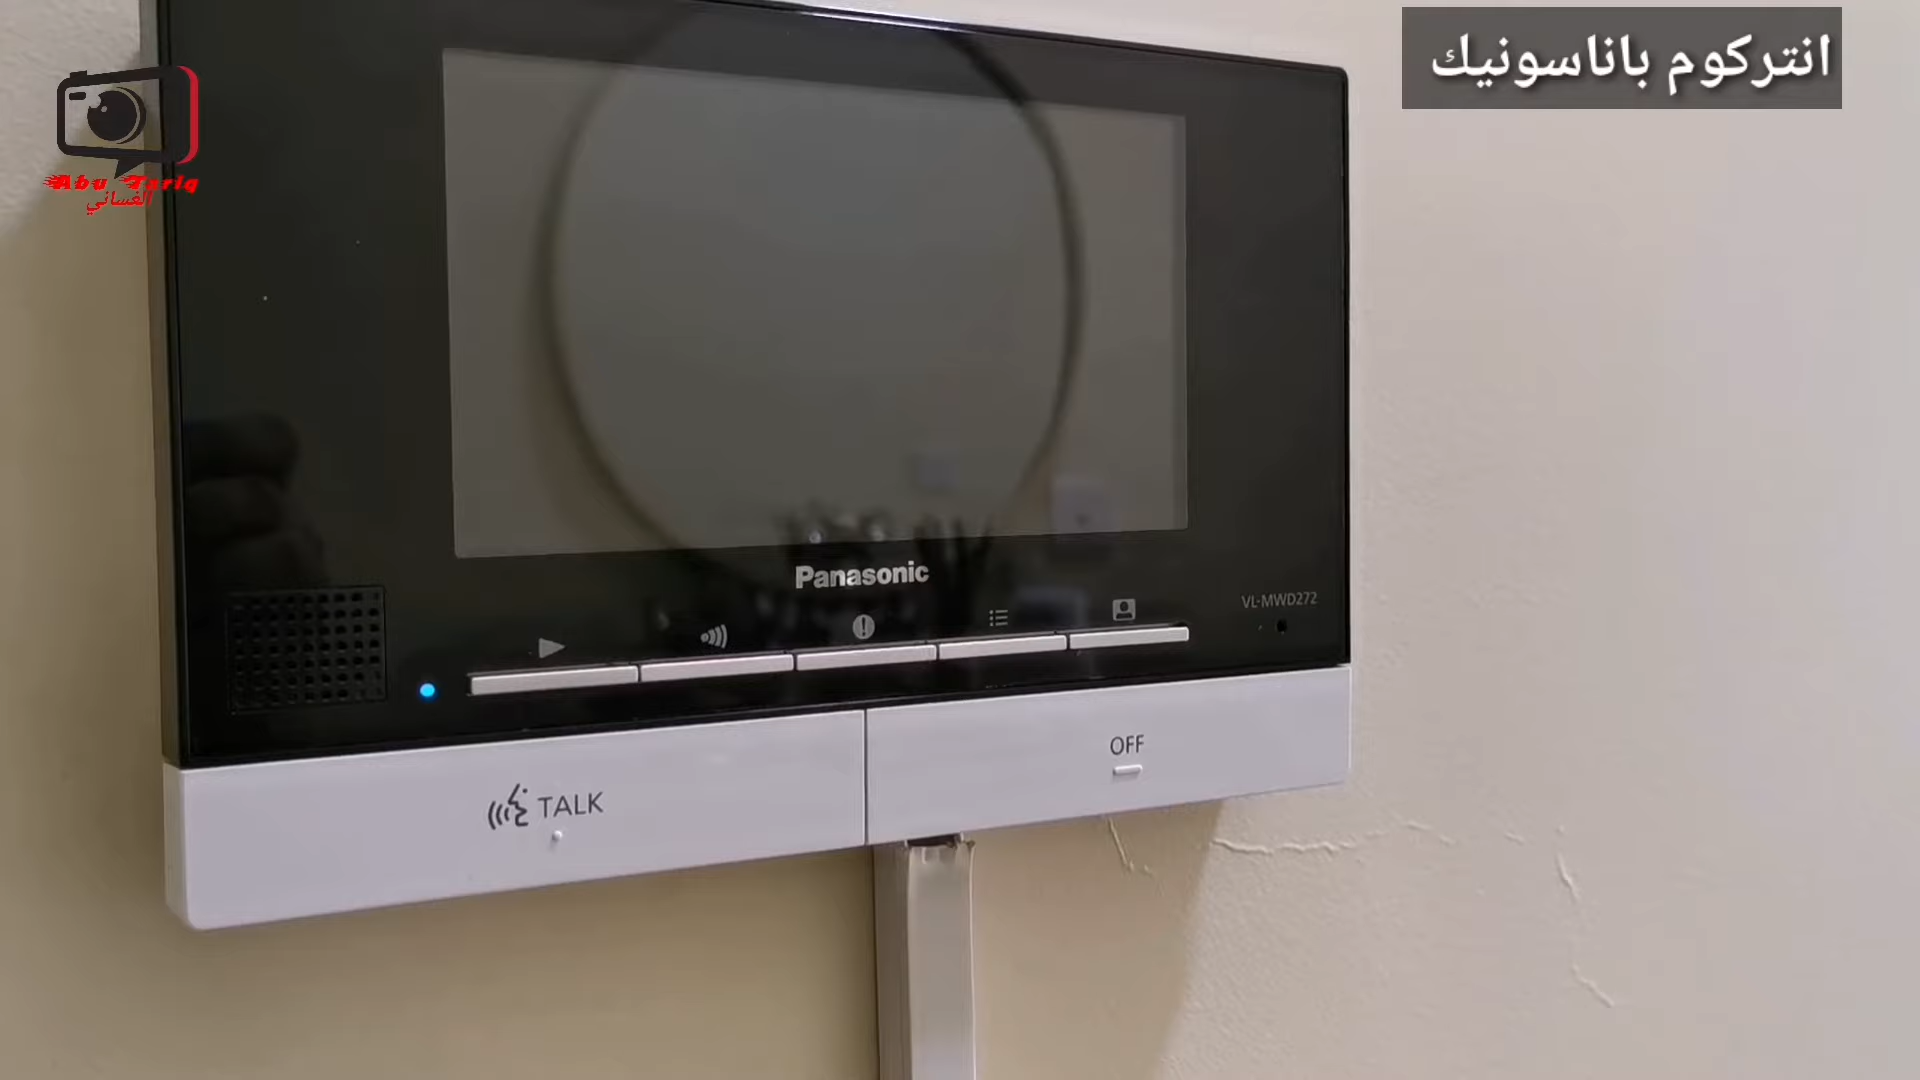 انتركوم باناسونيك
Abu Tariq
الغساني
Panasonic
VL-MWD272
TALK
OFF